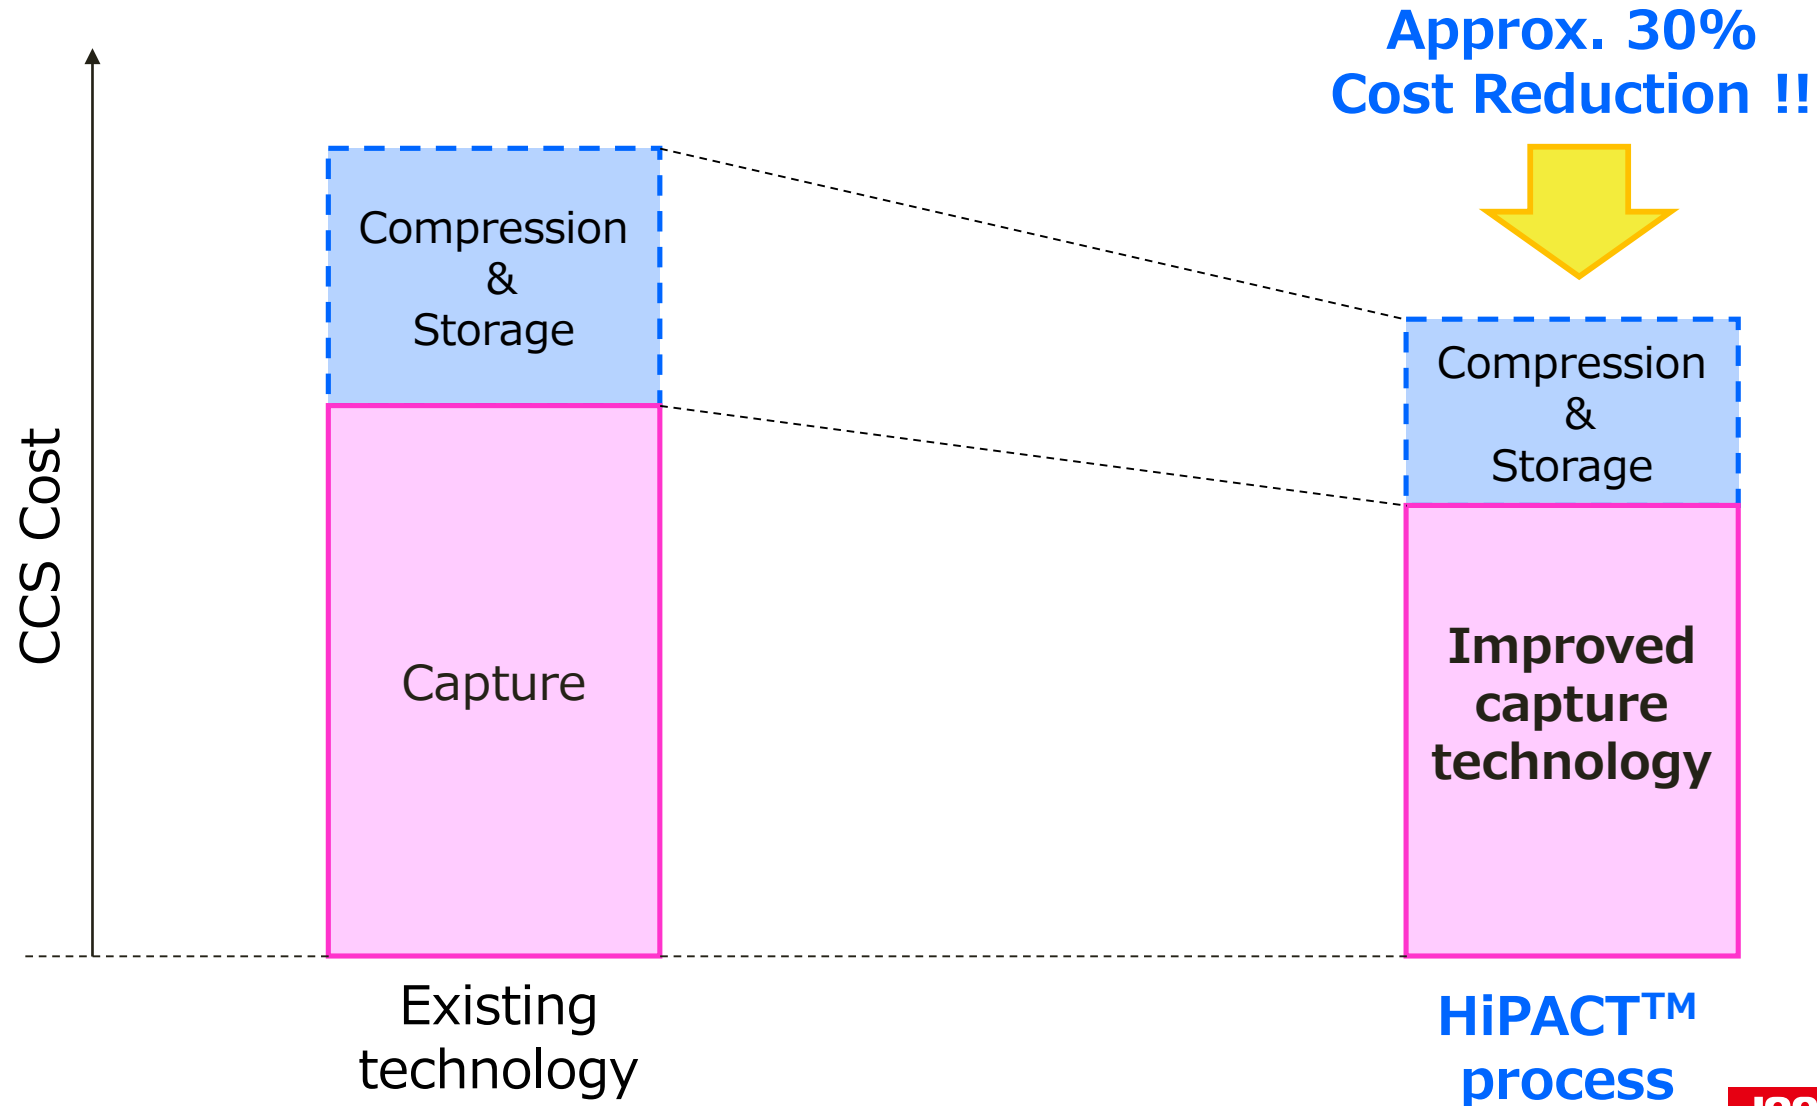 Approx. 30%
Cost Reduction !!
CCS Cost
Compression
&
Storage
Capture
Compression
&
Storage
Improved
capture
technology
Existing
technology
HiPACT™
process